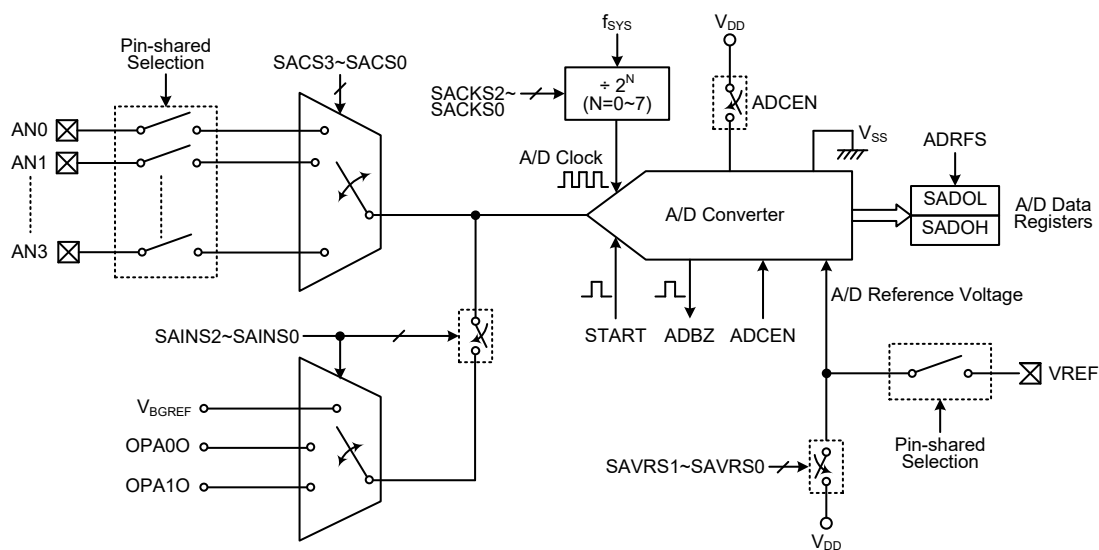 Pin-shared
Selection
SACS3~SACS0
fSYS
VDD
÷ 2^N
(N=0~7)
SACKS2~
SACKS0
ADCEN
AN0
AN1
AN3
A/D Clock
VSS
ADRFS
A/D Converter
SADOL
SADOH
A/D Data
Registers
START
ADBZ
ADCEN
A/D Reference Voltage
SAINS2~SAINS0
VREF
VBGREF
OPA0O
OPA1O
Pin-shared
Selection
SAVRS1~SAVRS0
VDD